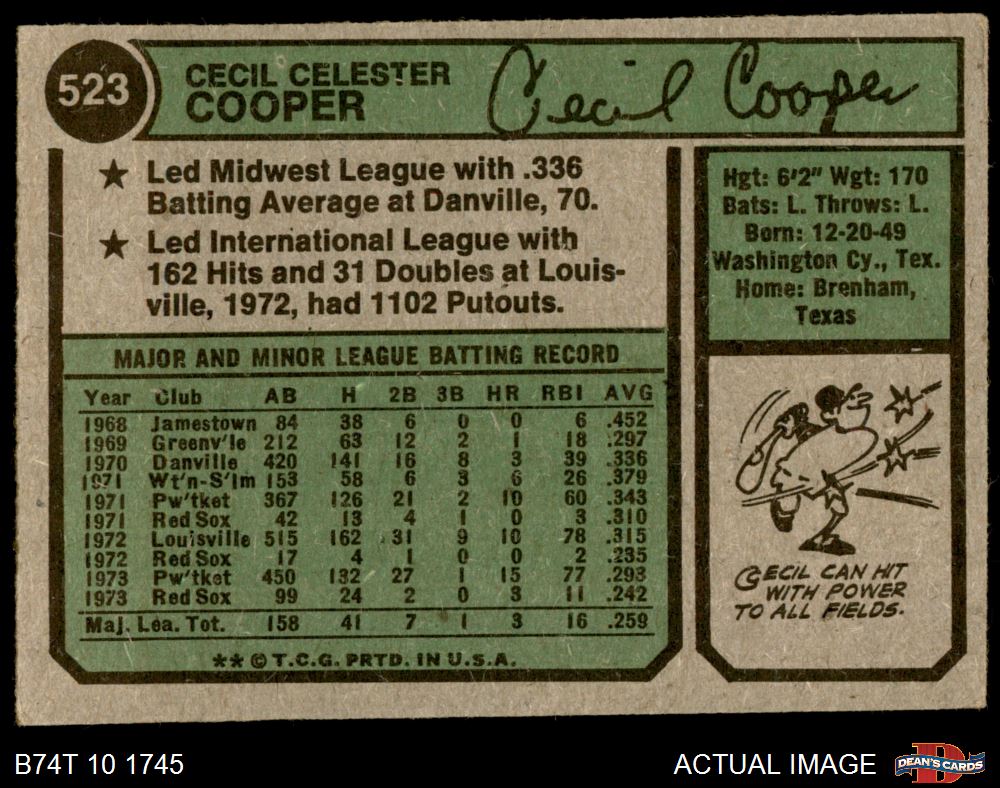 523
CECIL CELESTER
COOPER
Cecil Cooper
★ Led Midwest League with .336
Batting Average at Danville, 70.
★ Led International League with
162 Hits and 31 Doubles at Louis-
ville, 1972, had 1102 Putouts.
Hgt: 6'2" Wgt: 170
Bats: L. Throws: L.
Born: 12-20-49
Washington Cy., Tex.
Home: Brenham,
Texas
MAJOR AND MINOR LEAGUE BATTING RECORD
Year Club AB H 2B 3B HR RBI AVG
1968 Jamestown 84 38 6 0 0 6 .452
1969 Greenv'le 212 63 12 2 1 18 .297
1970 Danville 420 141 16 8 3 39 .336
1971 Wt'n-S'lm 153 58 6 3 6 26 .379
1971 Pw'tket 367 126 21 2 10 60 .343
1971 Red Sox 42 13 4 1 0 3 .310
1972 Louisville 515 162 31 9 10 78 .315
1972 Red Sox 17 4 1 0 0 2 .235
1973 Pw'tket 450 132 27 1 15 77 .293
1973 Red Sox 99 24 2 0 3 11 .242
Maj. Lea. Tot. 158 41 7 1 3 16 .259
** © T.C.G. PRTD. IN U.S.A.
CECIL CAN HIT
WITH POWER
TO ALL FIELDS.
B74T 10 1745
ACTUAL IMAGE
DEAN'S CARDS